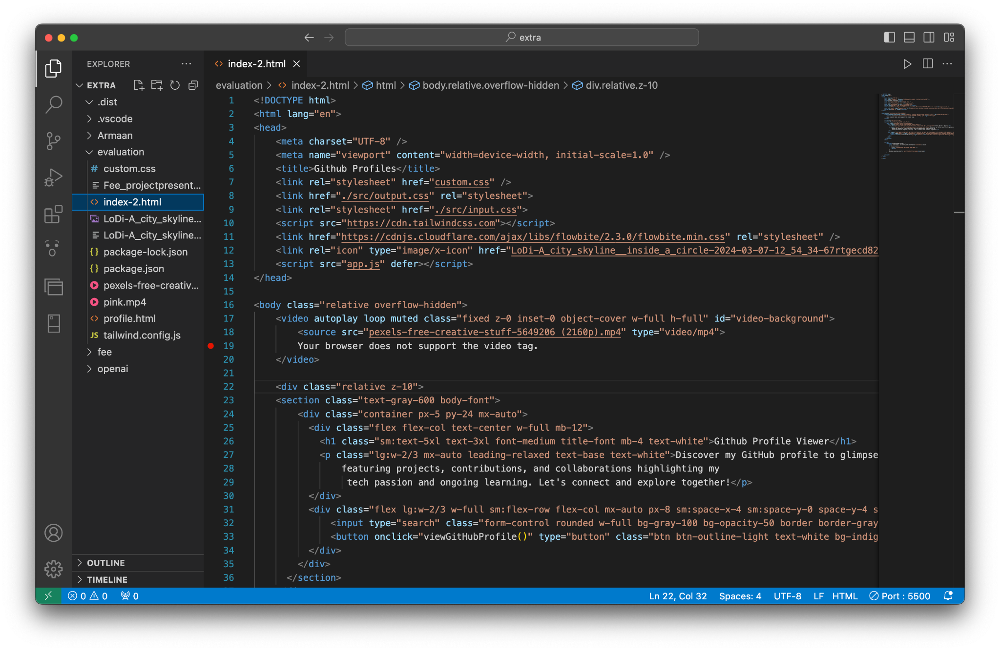 extra
EXPLORER
index-2.html
EXTRA
evaluation > index-2.html > html > body.relative.overflow-hidden > div.relative.z-10
.dist
.vscode
Armaan
evaluation
custom.css
Fee_projectpresent...
index-2.html
LoDi-A_city_skyline...
LoDi-A_city_skyline...
package-lock.json
package.json
pexels-free-creativ...
pink.mp4
profile.html
tailwind.config.js
fee
openai
OUTLINE
TIMELINE
1 <!DOCTYPE html>
2 <html lang="en">
3 <head>
4 <meta charset="UTF-8" />
5 <meta name="viewport" content="width=device-width, initial-scale=1.0" />
6 <title>Github Profiles</title>
7 <link rel="stylesheet" href="custom.css" />
8 <link href="./src/output.css" rel="stylesheet">
9 <link rel="stylesheet" href="./src/input.css">
10 <script src="https://cdn.tailwindcss.com"></script>
11 <link href="https://cdnjs.cloudflare.com/ajax/libs/flowbite/2.3.0/flowbite.min.css" rel="stylesheet" />
12 <link rel="icon" type="image/x-icon" href="LoDi-A_city_skyline__inside_a_circle-2024-03-07-12_54_34-67rtgecd82
13 <script src="app.js" defer></script>
14 </head>
15
16 <body class="relative overflow-hidden">
17 <video autoplay loop muted class="fixed z-0 inset-0 object-cover w-full h-full" id="video-background">
18 <source src="pexels-free-creative-stuff-5649206 (2160p).mp4" type="video/mp4">
19 Your browser does not support the video tag.
20 </video>
21
22 <div class="relative z-10">
23 <section class="text-gray-600 body-font">
24 <div class="container px-5 py-24 mx-auto">
25 <div class="flex flex-col text-center w-full mb-12">
26 <h1 class="sm:text-5xl text-3xl font-medium title-font mb-4 text-white">Github Profile Viewer</h1>
27 <p class="lg:w-2/3 mx-auto leading-relaxed text-base text-white">Discover my GitHub profile to glimpse
28 featuring projects, contributions, and collaborations highlighting my
29 tech passion and ongoing learning. Let's connect and explore together!</p>
30 </div>
31 <div class="flex lg:w-2/3 w-full sm:flex-row flex-col mx-auto px-8 sm:space-x-4 sm:space-y-0 space-y-4 s
32 <input type="search" class="form-control rounded w-full bg-gray-100 bg-opacity-50 border border-gray
33 <button onclick="viewGitHubProfile()" type="button" class="btn btn-outline-light text-white bg-indig
34 </div>
35 </div>
36 </section>
0 0 0
Ln 22, Col 32 Spaces: 4 UTF-8 LF HTML Port : 5500